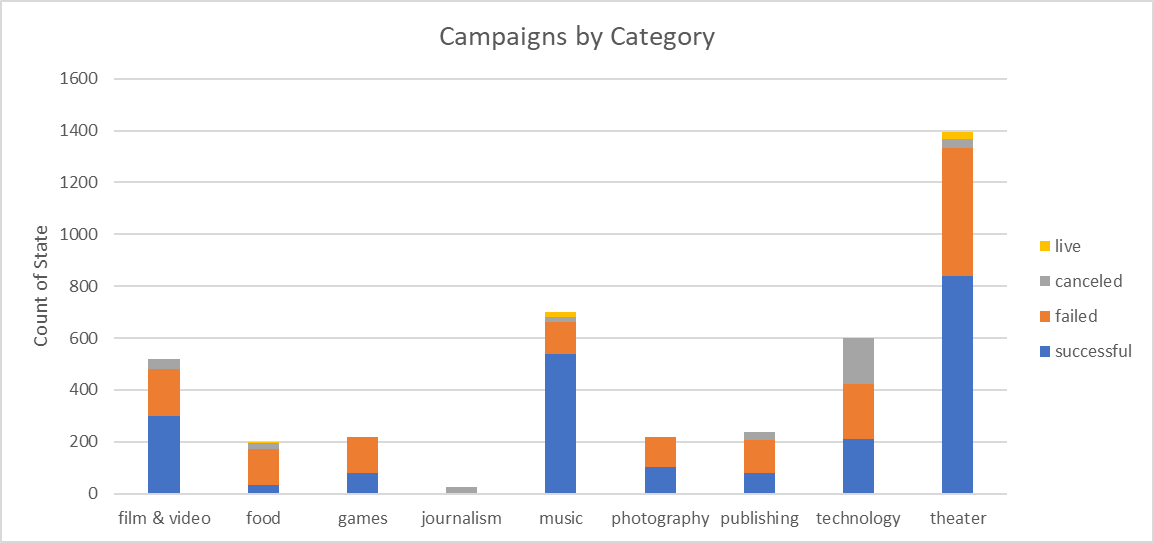 Campaigns by Category
Count of State
1600
1400
1200
1000
800
600
400
200
0
film & video food games journalism music photography publishing technology theater
live
canceled
failed
successful